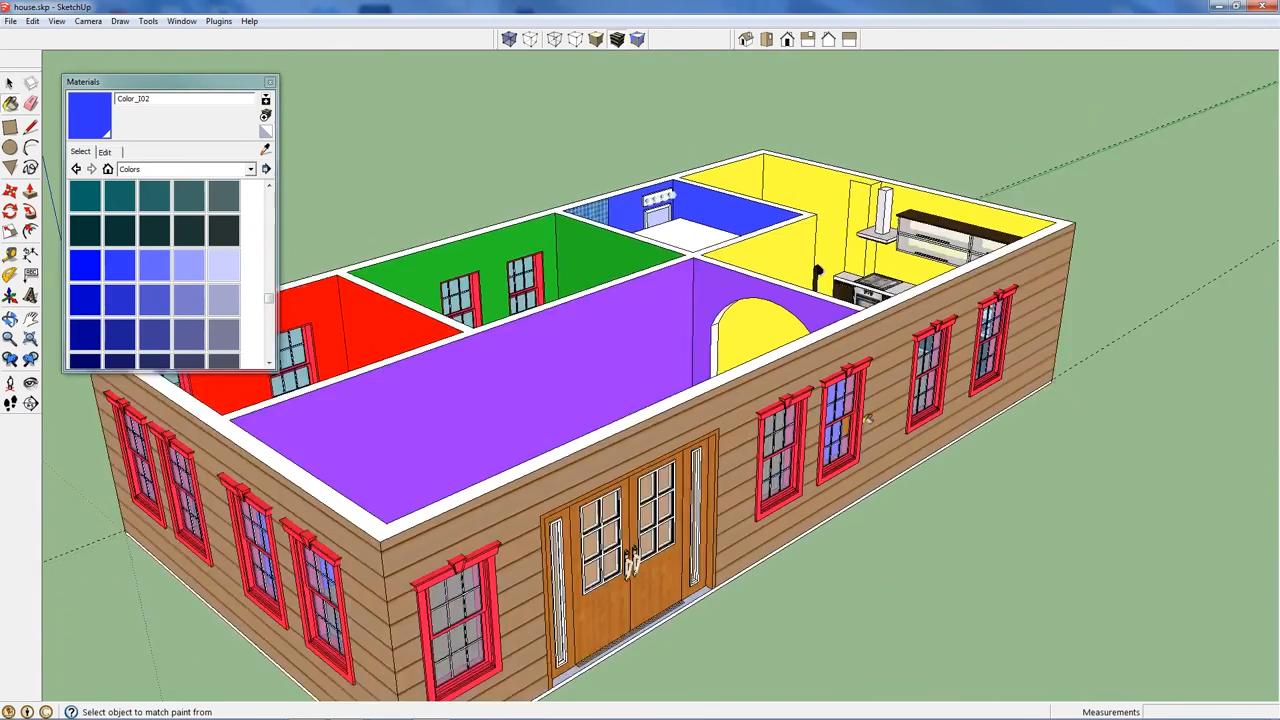 house.skp - SketchUp
File Edit View Camera Draw Tools Window Plugins Help
Materials
Color_I02
Select Edit
Colors
Select object to match paint from
Measurements